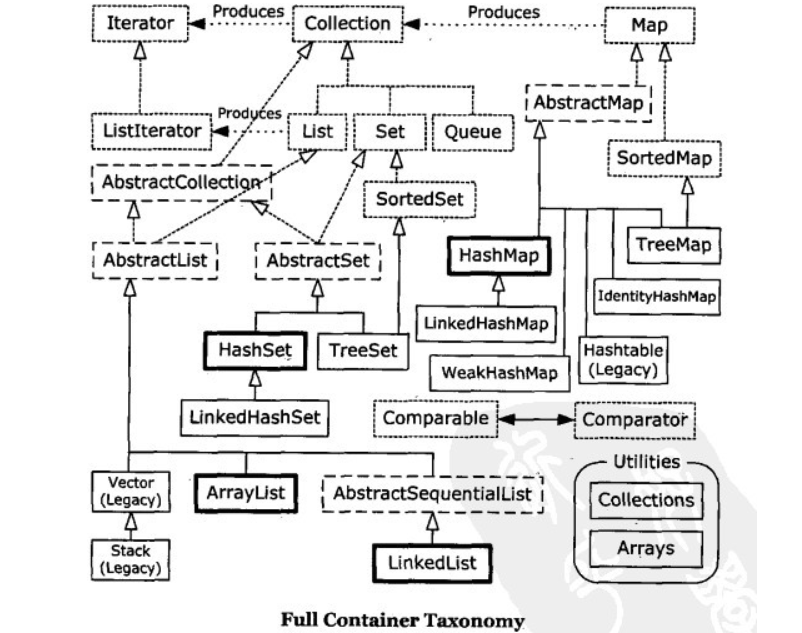 Iterator
Produces
Collection
Produces
Map
ListIterator
Produces
List
Set
Queue
AbstractMap
SortedMap
AbstractCollection
SortedSet
AbstractList
AbstractSet
HashMap
TreeMap
IdentityHashMap
LinkedHashMap
HashSet
TreeSet
WeakHashMap
Hashtable
(Legacy)
LinkedHashSet
Comparable
Comparator
Utilities
Collections
Arrays
Vector
(Legacy)
ArrayList
AbstractSequentialList
Stack
(Legacy)
LinkedList
Full Container Taxonomy